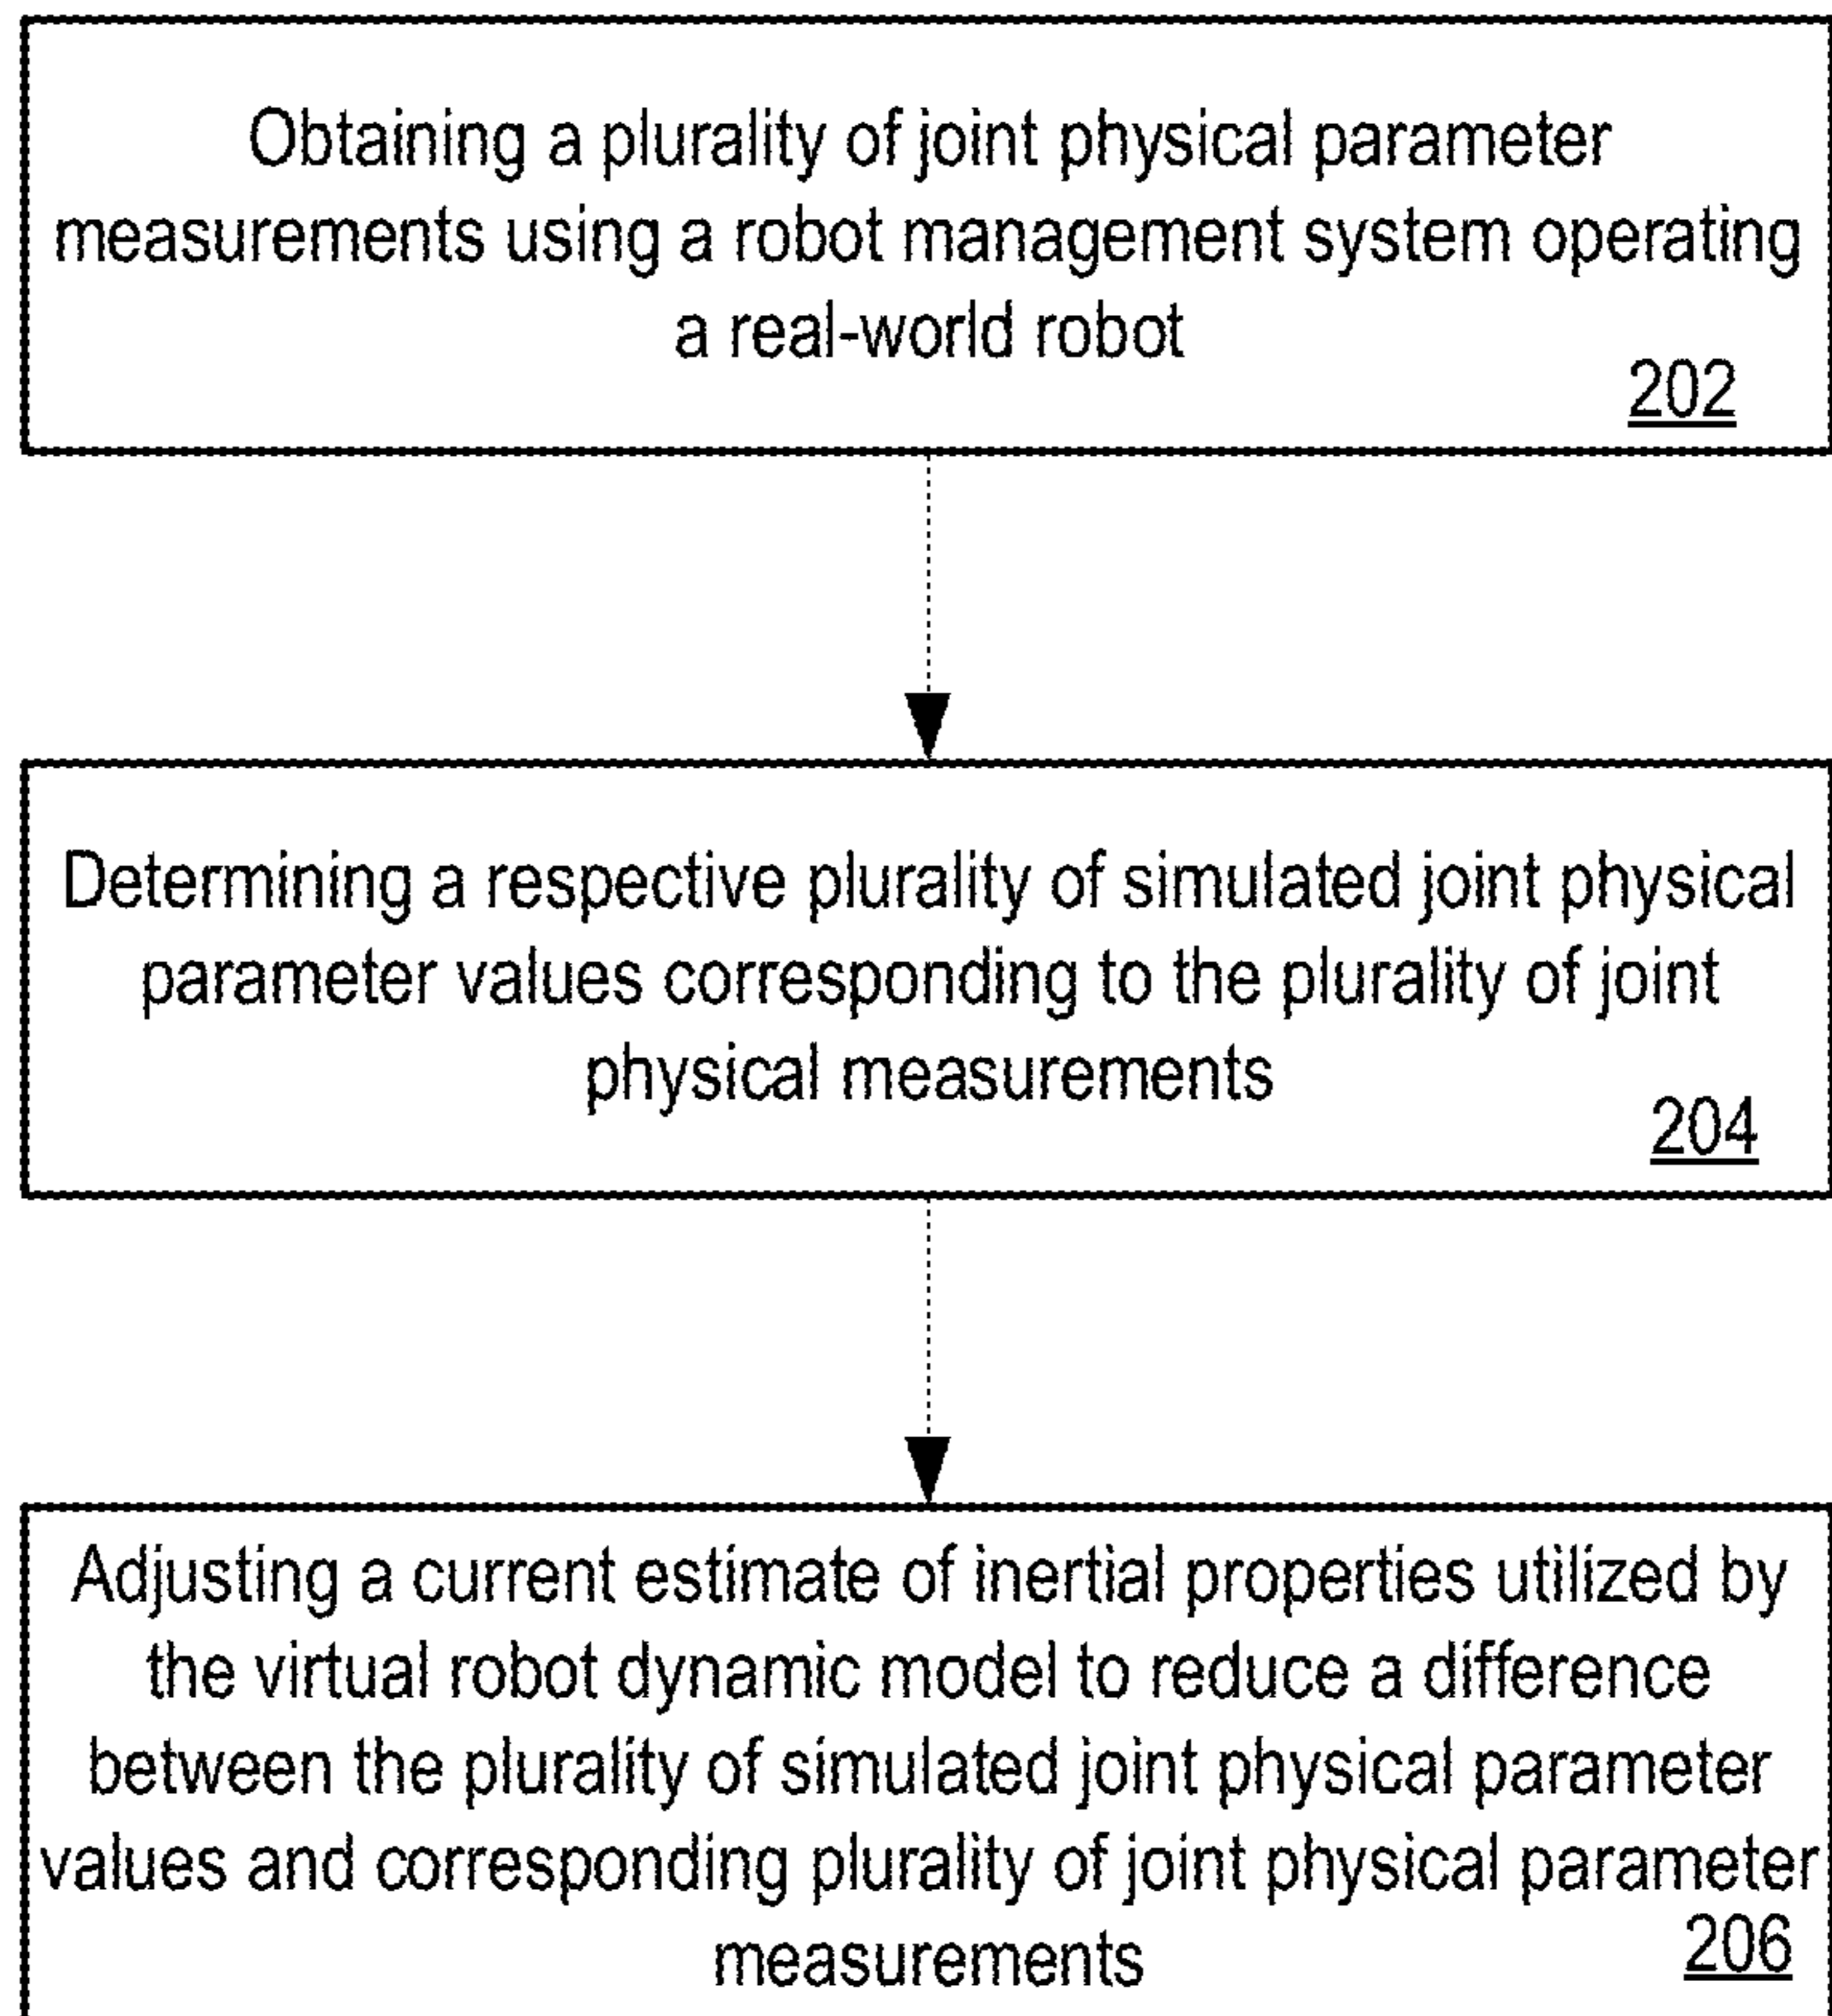 Obtaining a plurality of joint physical parameter
measurements using a robot management system operating
a real-world robot
202
Determining a respective plurality of simulated joint physical
parameter values corresponding to the plurality of joint
physical measurements
204
Adjusting a current estimate of inertial properties utilized by
the virtual robot dynamic model to reduce a difference
between the plurality of simulated joint physical parameter
values and corresponding plurality of joint physical parameter
measurements
206